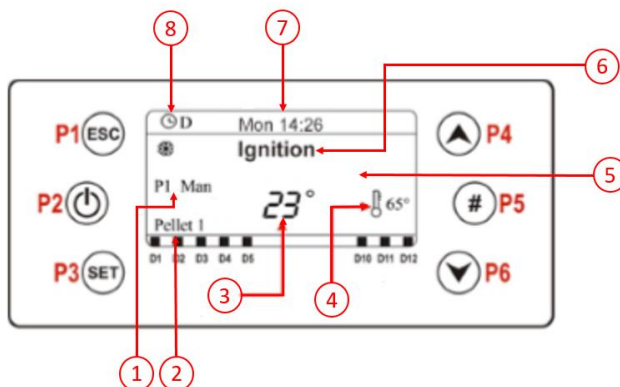 8 7
6
D Mon 14:26
P1 ESC Ignition P4
5
P1 Man
P2 23° 65° # P5
Pellet 1
P3 SET D1 D2 D3 D4 D5 D10 D11 D12 P6
3 4
1 2